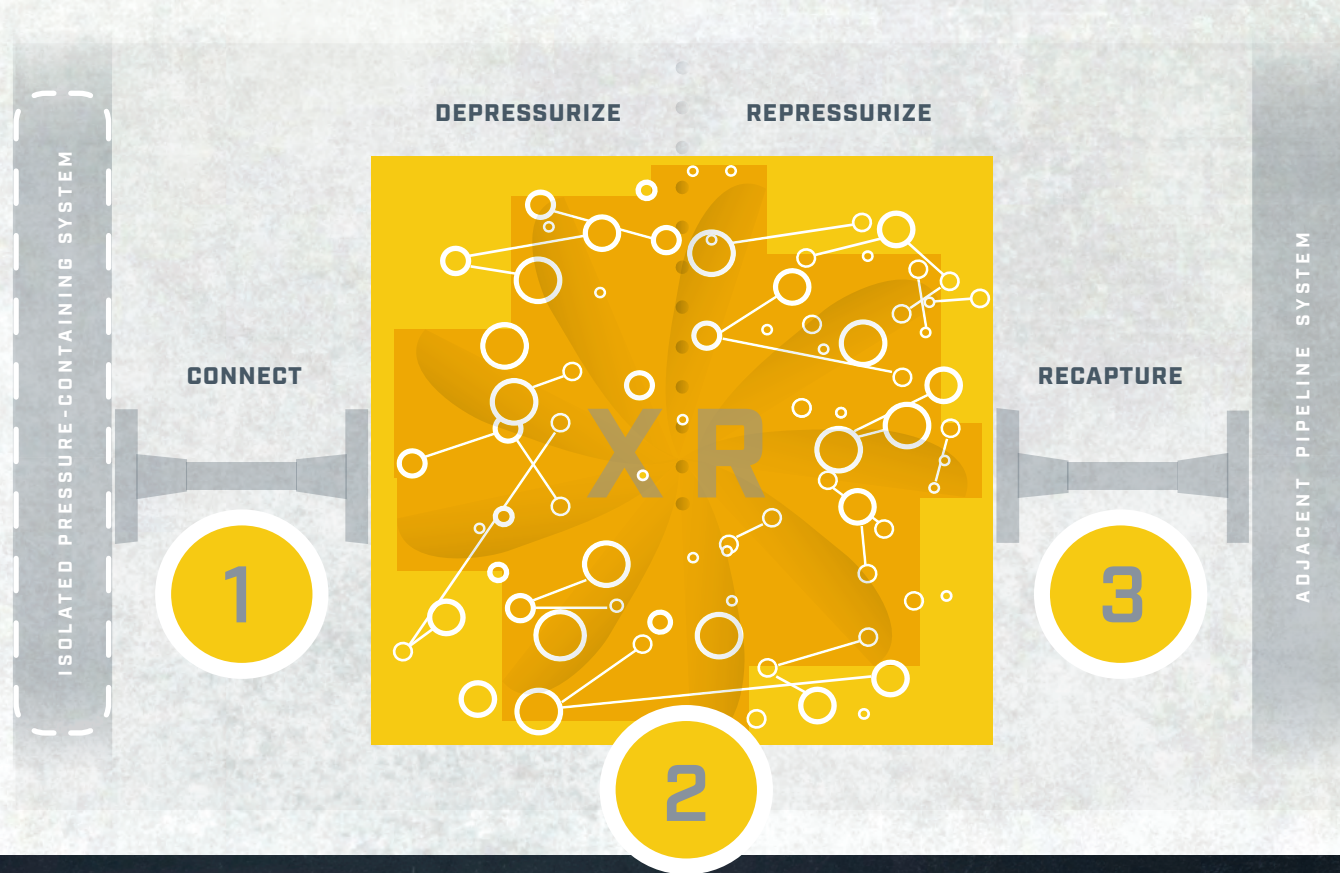 DEPRESSURIZE
REPRESSURIZE
ISOLATED PRESSURE-CONTAINING SYSTEM
CONNECT
XR
RECAPTURE
ADJACENT PIPELINE SYSTEM
1
2
3